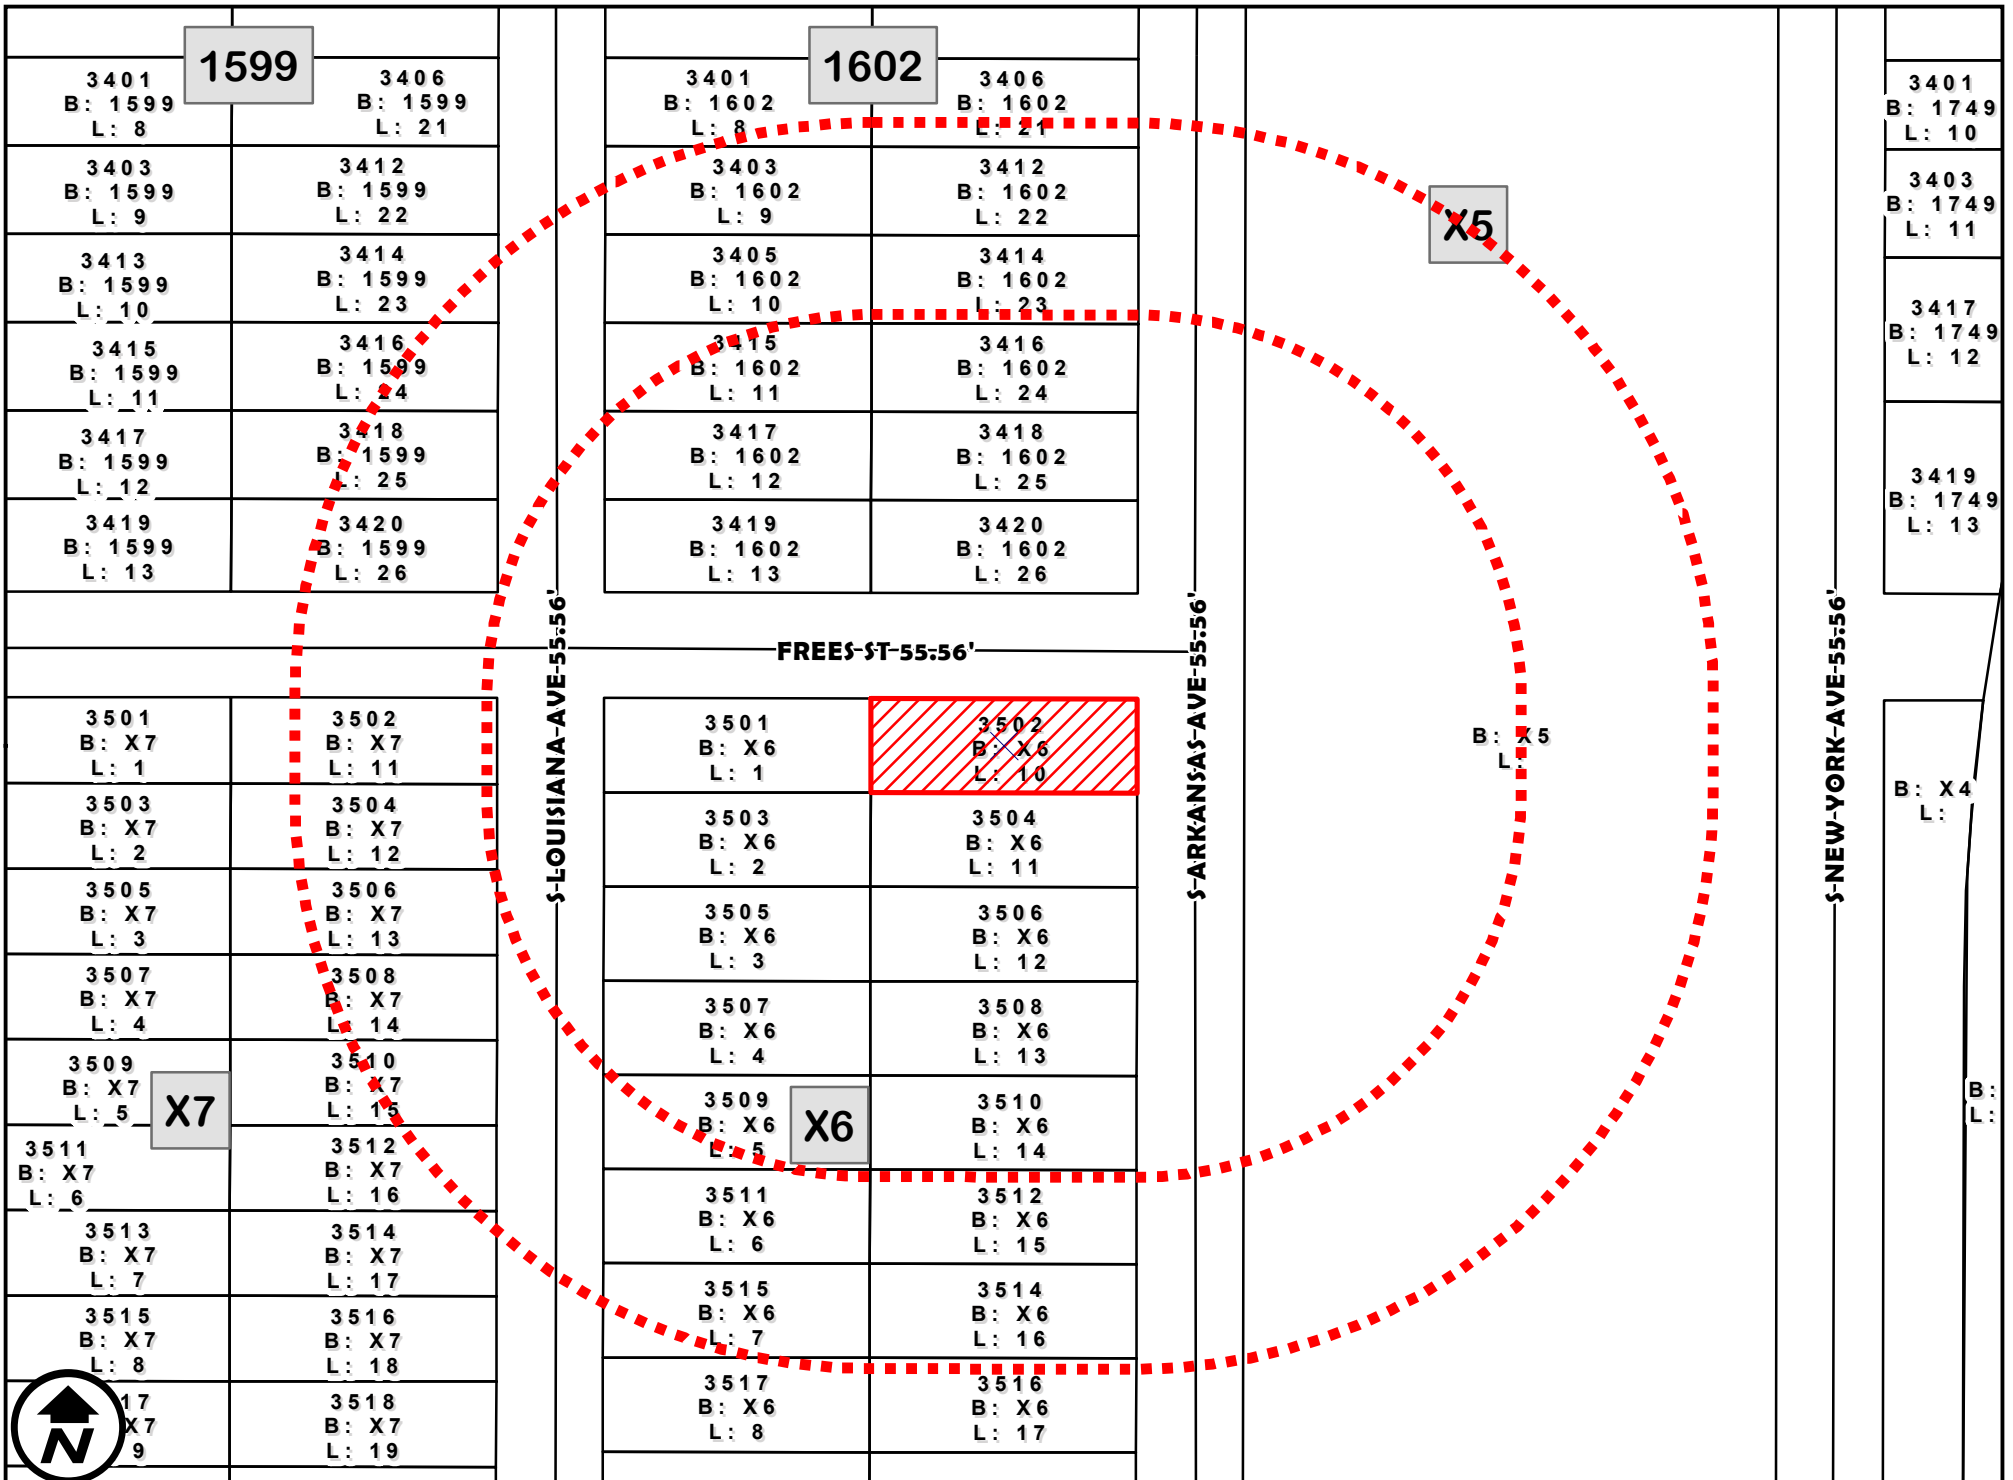 1599
1602
3401
B: 1599
L: 8
3406
B: 1599
L: 21
3401
B: 1602
L: 8
3406
B: 1602
L: 21
3401
B: 1749
L: 10
3403
B: 1599
L: 9
3412
B: 1599
L: 22
3403
B: 1602
L: 9
3412
B: 1602
L: 22
X5
3403
B: 1749
L: 11
3413
B: 1599
L: 10
3414
B: 1599
L: 23
3405
B: 1602
L: 10
3414
B: 1602
L: 23
3417
B: 1749
L: 12
3415
B: 1599
L: 11
3416
B: 1599
L: 24
3415
B: 1602
L: 11
3416
B: 1602
L: 24
3417
B: 1599
L: 12
3418
B: 1599
L: 25
3417
B: 1602
L: 12
3418
B: 1602
L: 25
3419
B: 1749
L: 13
3419
B: 1599
L: 13
3420
B: 1599
L: 26
3419
B: 1602
L: 13
3420
B: 1602
L: 26
FREES-ST-55.56'
S-LOUISIANA-AVE-55.56'
S-ARKANSAS-AVE-55.56'
S-NEW-YORK-AVE-55.56'
3501
B: X7
L: 1
3502
B: X7
L: 11
3501
B: X6
L: 1
3502
B: X6
L: 10
B: X5
L:
B: X4
L:
3503
B: X7
L: 2
3504
B: X7
L: 12
3503
B: X6
L: 2
3504
B: X6
L: 11
3505
B: X7
L: 3
3506
B: X7
L: 13
3505
B: X6
L: 3
3506
B: X6
L: 12
3507
B: X7
L: 4
3508
B: X7
L: 14
3507
B: X6
L: 4
3508
B: X6
L: 13
3509
B: X7
L: 5
X7
3510
B: X7
L: 15
3509
B: X6
L: 5
X6
3510
B: X6
L: 14
B:
L:
3511
B: X7
L: 6
3512
B: X7
L: 16
3511
B: X6
L: 6
3512
B: X6
L: 15
3513
B: X7
L: 7
3514
B: X7
L: 17
3515
B: X6
L: 7
3514
B: X6
L: 16
3515
B: X7
L: 8
3516
B: X7
L: 18
3517
B: X6
L: 8
3516
B: X6
L: 17
17
X7
9
3518
B: X7
L: 19
N